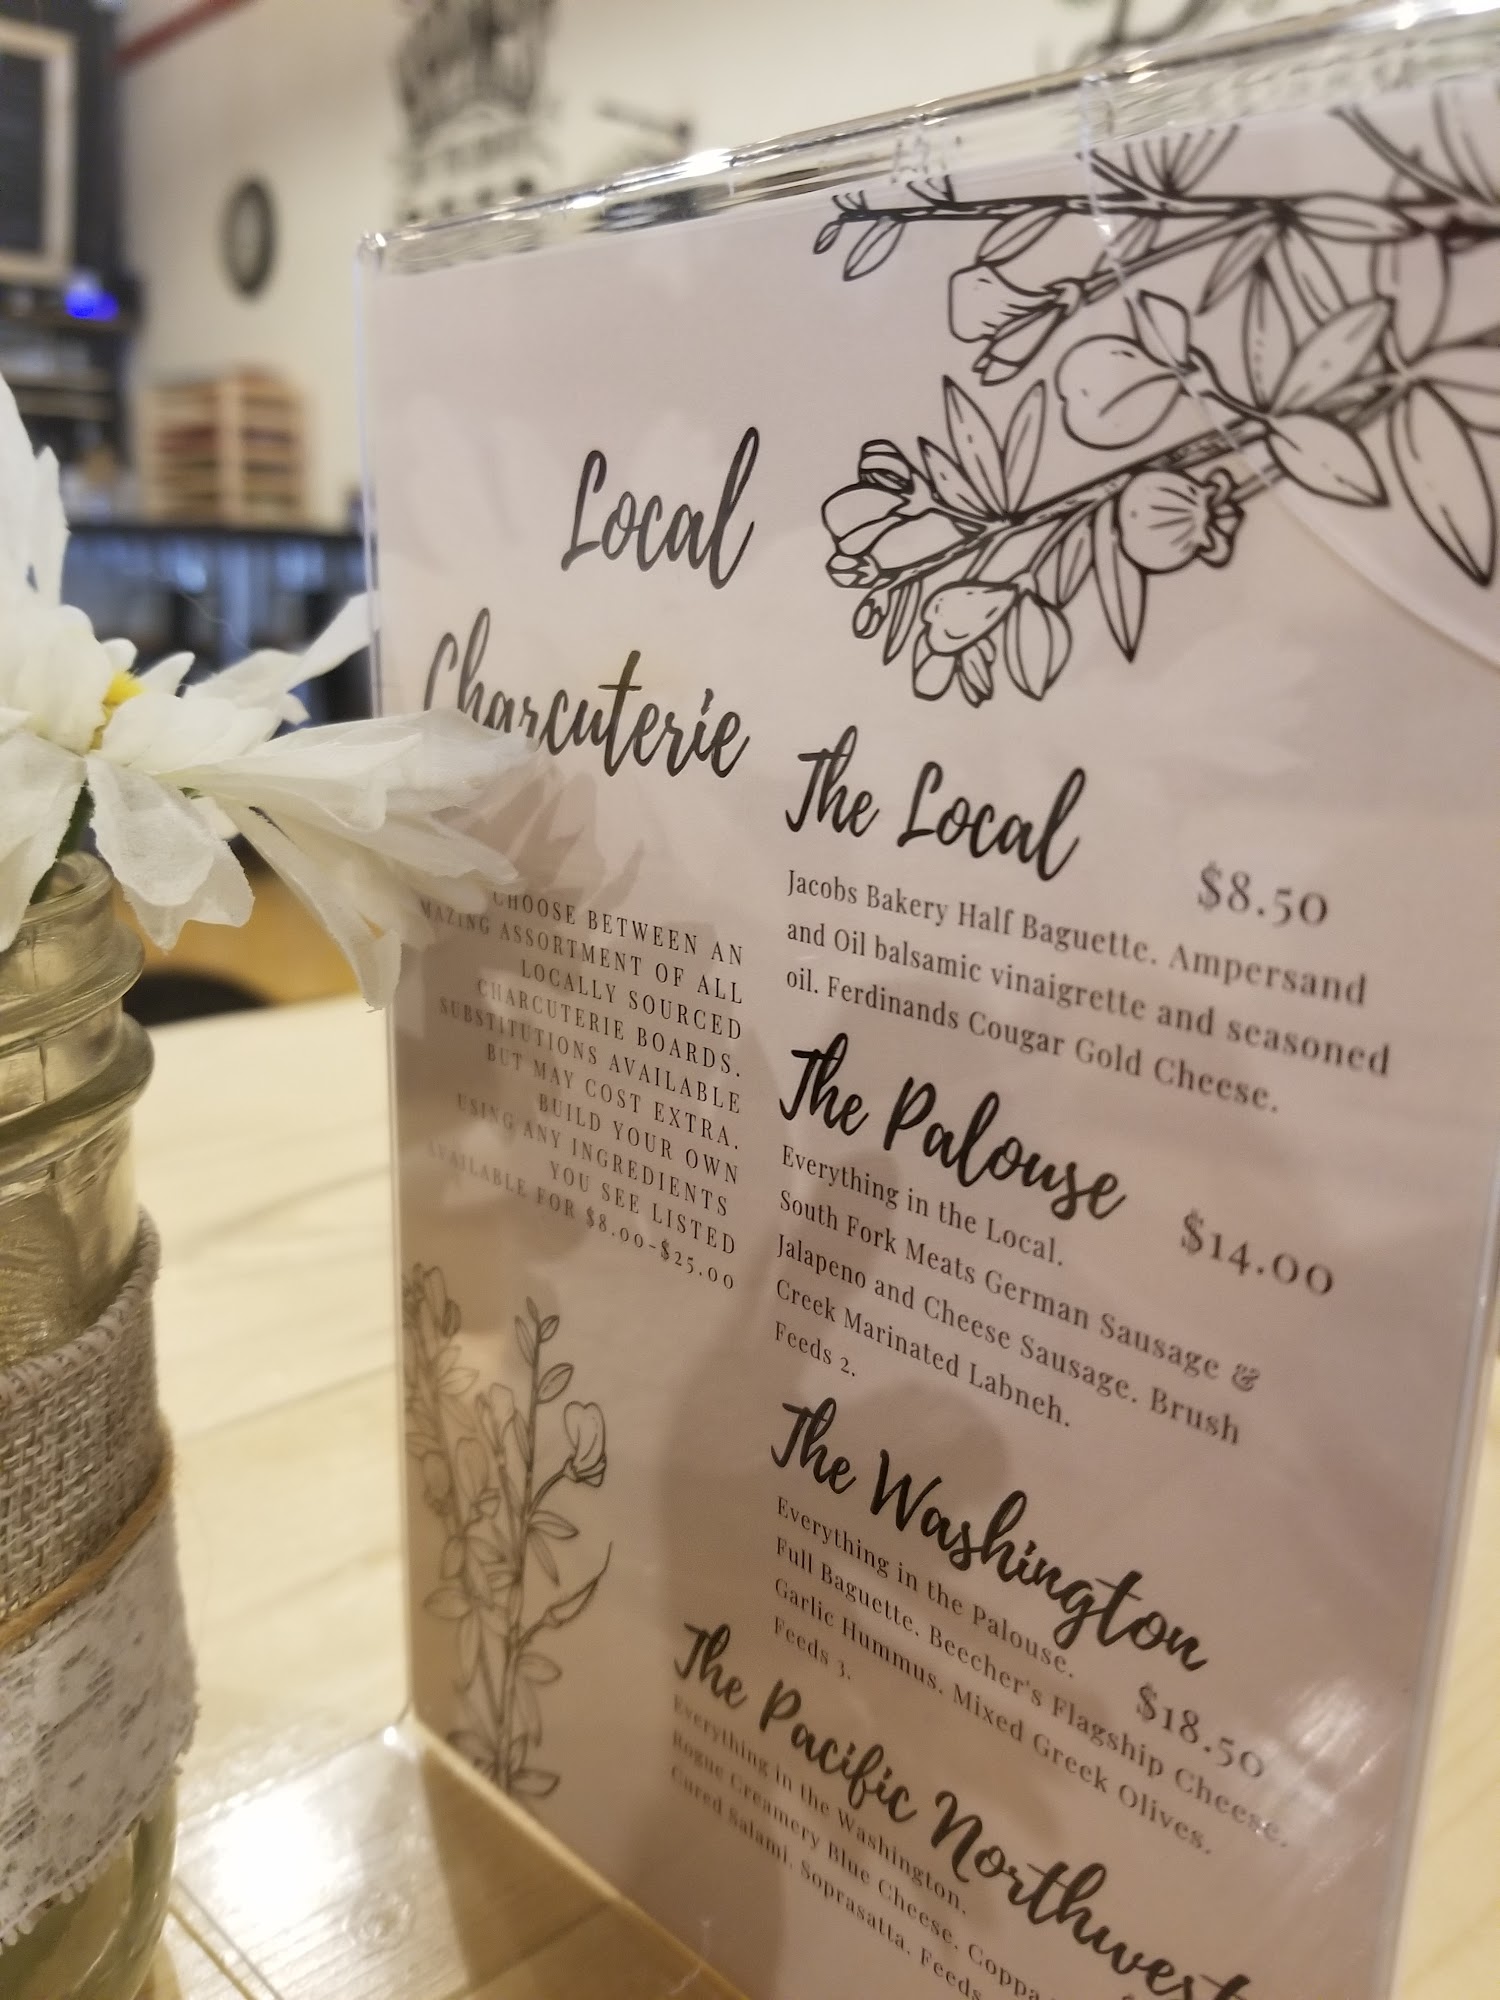 Local
Charcuterie
CHOOSE BETWEEN AN
AMAZING ASSORTMENT OF ALL
LOCALLY SOURCED
CHARCUTERIE BOARDS.
SUBSTITUTIONS AVAILABLE
BUT MAY COST EXTRA.
BUILD YOUR OWN
USING ANY INGREDIENTS
YOU SEE LISTED
AVAILABLE FOR $8.00-$25.00
The Local
$8.50
Jacobs Bakery Half Baguette. Ampersand
and Oil balsamic vinaigrette and seasoned
oil. Ferdinands Cougar Gold Cheese.
The Palouse
$14.00
Everything in the Local.
South Fork Meats German Sausage &
Jalapeno and Cheese Sausage. Brush
Creek Marinated Labneh.
Feeds 2.
The Washington
$18.50
Everything in the Palouse.
Full Baguette. Beecher's Flagship Cheese.
Garlic Hummus. Mixed Greek Olives.
Feeds 3.
The Pacific Northwest
Everything in the Washington.
Rogue Creamery Blue Cheese. Coppa
Cured Salami. Soprasatta. Feeds